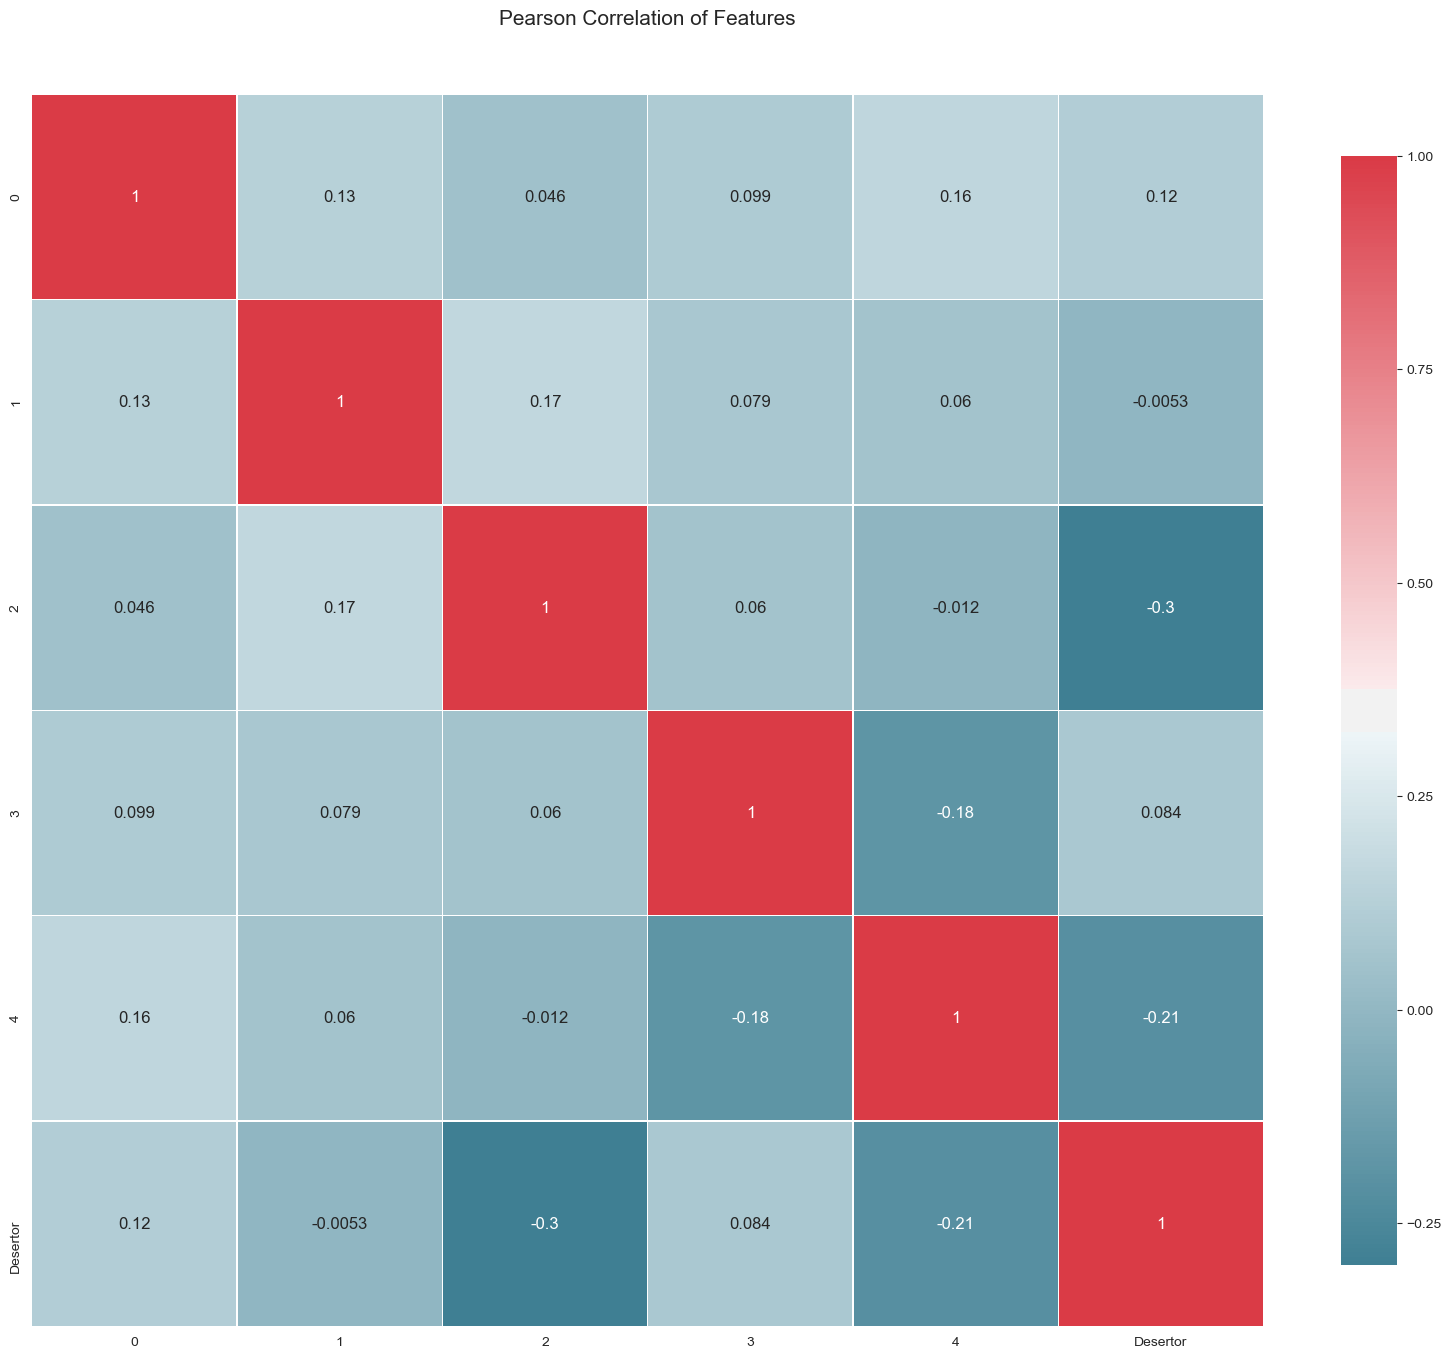 Pearson Correlation of Features
0 1 0.13 0.046 0.099 0.16 0.12
1 0.13 1 0.17 0.079 0.06 -0.0053
2 0.046 0.17 1 0.06 -0.012 -0.3
3 0.099 0.079 0.06 1 -0.18 0.084
4 0.16 0.06 -0.012 -0.18 1 -0.21
Desertor 0.12 -0.0053 -0.3 0.084 -0.21 1
0 1 2 3 4 Desertor
1.00
0.75
0.50
0.25
0.00
−0.25